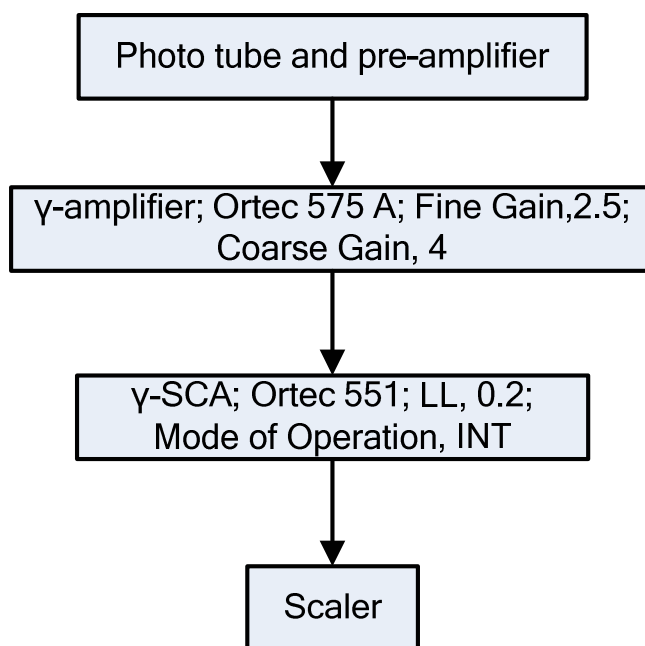 Photo tube and pre-amplifier
γ-amplifier; Ortec 575 A; Fine Gain,2.5;
Coarse Gain, 4
γ-SCA; Ortec 551; LL, 0.2;
Mode of Operation, INT
Scaler